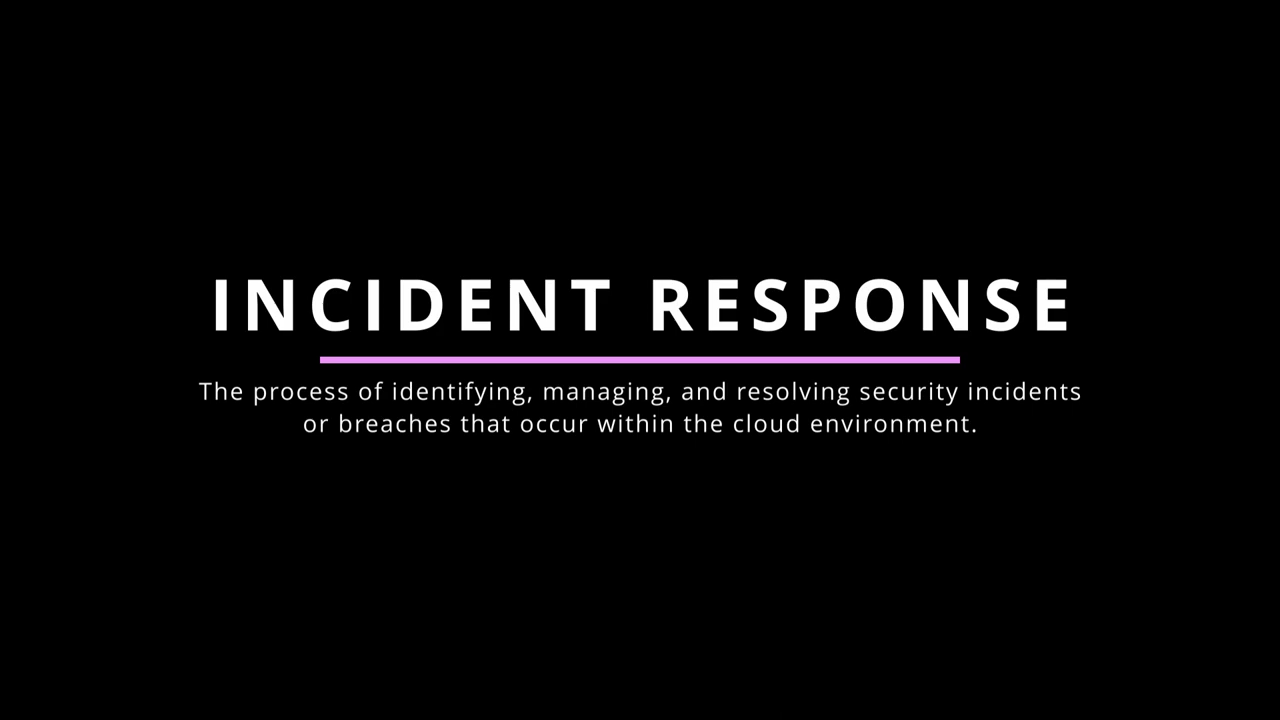 INCIDENT RESPONSE
The process of identifying, managing, and resolving security incidents
or breaches that occur within the cloud environment.